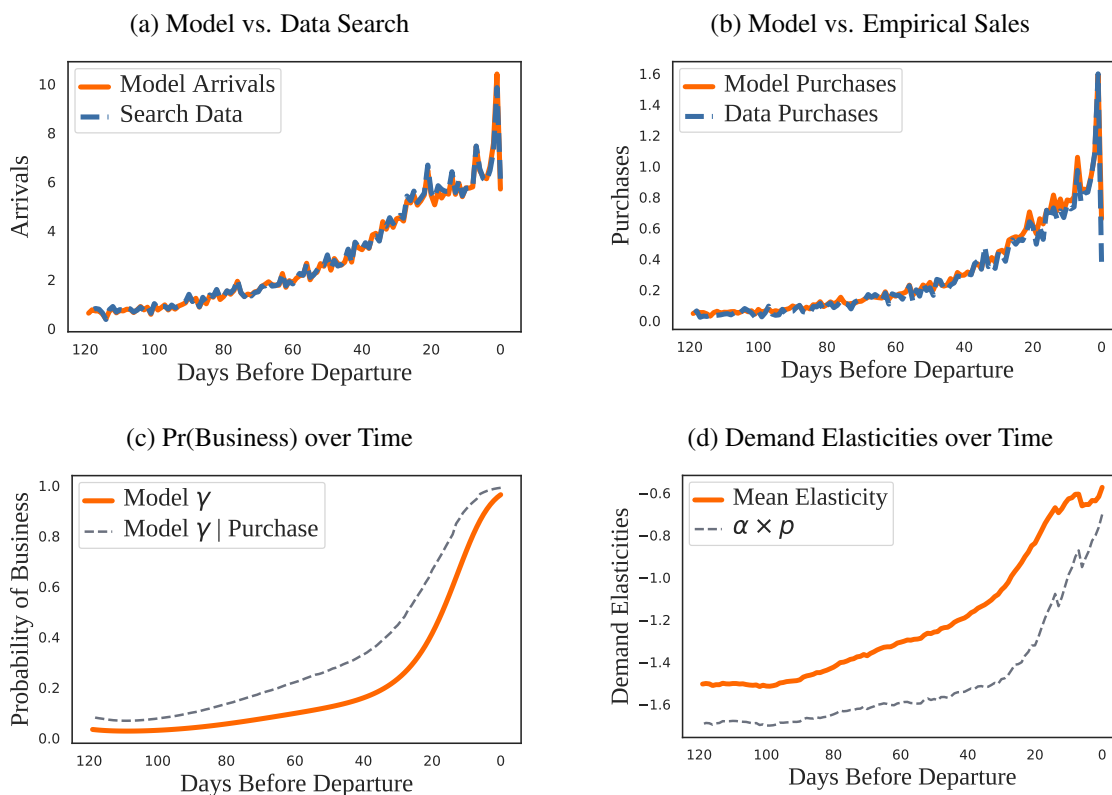 (a) Model vs. Data Search
10
8
6
4
2
0
Arrivals
Model Arrivals
Search Data
120 100 80 60 40 20 0
Days Before Departure
(b) Model vs. Empirical Sales
1.6
1.4
1.2
1.0
0.8
0.6
0.4
0.2
0.0
Purchases
Model Purchases
Data Purchases
120 100 80 60 40 20 0
Days Before Departure
(c) Pr(Business) over Time
1.0
0.8
0.6
0.4
0.2
0.0
Probability of Business
Model γ
Model γ | Purchase
120 100 80 60 40 20 0
Days Before Departure
(d) Demand Elasticities over Time
−0.6
−0.8
−1.0
−1.2
−1.4
−1.6
Demand Elasticities
Mean Elasticity
α × p
120 100 80 60 40 20 0
Days Before Departure